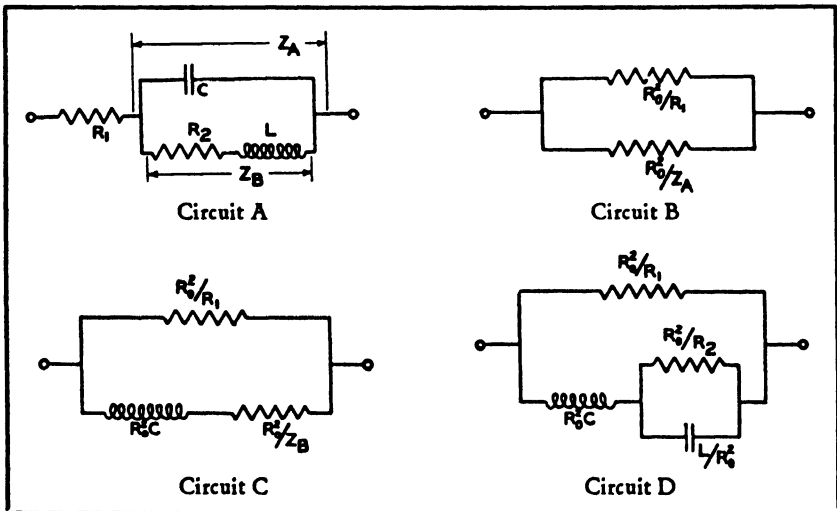 Z_A
C
R_1
R_2
L
Z_B
Circuit A
R_0^2/R_1
R_0^2/Z_A
Circuit B
R_0^2/R_1
R_0^2C
R_0^2/Z_B
Circuit C
R_0^2/R_1
R_0^2/R_2
R_0^2C
L/R_0^2
Circuit D